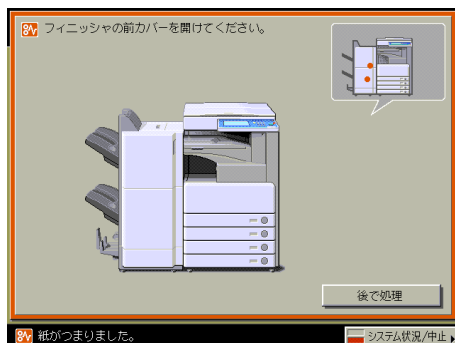 フィニッシャの前カバーを開けてください。
後で処理
紙がつまりました。
システム状況/中止